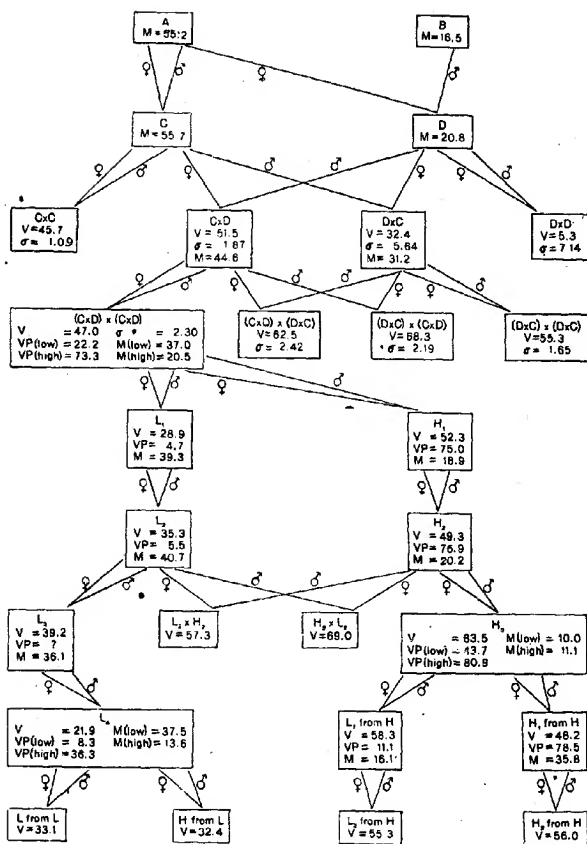 A
M = 55.2
B
M = 16.5
♀ ♂ ♀ ♂
C
M = 55.7
D
M = 20.8
♀ ♂ ♀ ♂ ♂ ♀ ♀ ♂
CxC
V = 45.7
σ = 1.0.9
CxD
V = 51.5
σ = 1.87
M = 44.6
DxC
V = 32.4
σ = 5.64
M = 31.2
DxD
V = 5.3
σ = 7.14
♀ ♂ ♀ ♂ ♀ ♂ ♀ ♂
(CxD) x (CxD)
V = 47.0 σ = 2.30
VP(low) = 22.2 M(low) = 37.0
VP(high) = 73.3 M(high) = 20.5
(CxD) x (DxC)
V = 62.5
σ = 2.42
(DxC) x (CxD)
V = 68.3
σ = 2.19
(DxC) x (DxC)
V = 55.3
σ = 1.65
♀ ♂ ♀ ♂
L₁
V = 28.9
VP = 4.7
M = 39.3
H₁
V = 52.3
VP = 75.0
M = 18.9
♀ ♂ ♀ ♂
L₂
V = 35.3
VP = 5.5
M = 40.7
H₂
V = 49.3
VP = 75.9
M = 20.2
♀ ♂ ♀ ♂ ♂ ♀ ♀ ♂
L₃
V = 39.2
VP = ?
M = 36.1
L₂ x H₂
V = 57.3
H₂ x L₂
V = 69.0
H₃
V = 63.5 M(low) = 10.0
VP(low) = 43.7 M(high) = 11.1
VP(high) = 80.9
♀ ♂ ♀ ♂ ♀ ♂
L₄
V = 21.9 M(low) = 37.5
VP(low) = 8.3 M(high) = 13.6
VP(high) = 36.3
L₁ from H
V = 58.3
VP = 11.1
M = 16.1
H₁ from H
V = 48.2
VP = 78.5
M = 35.8
♀ ♂ ♀ ♂ ♀ ♂ ♀ ♂
L from L
V = 33.1
H from L
V = 32.4
L₂ from H
V = 55.3
H₂ from H
V = 56.0